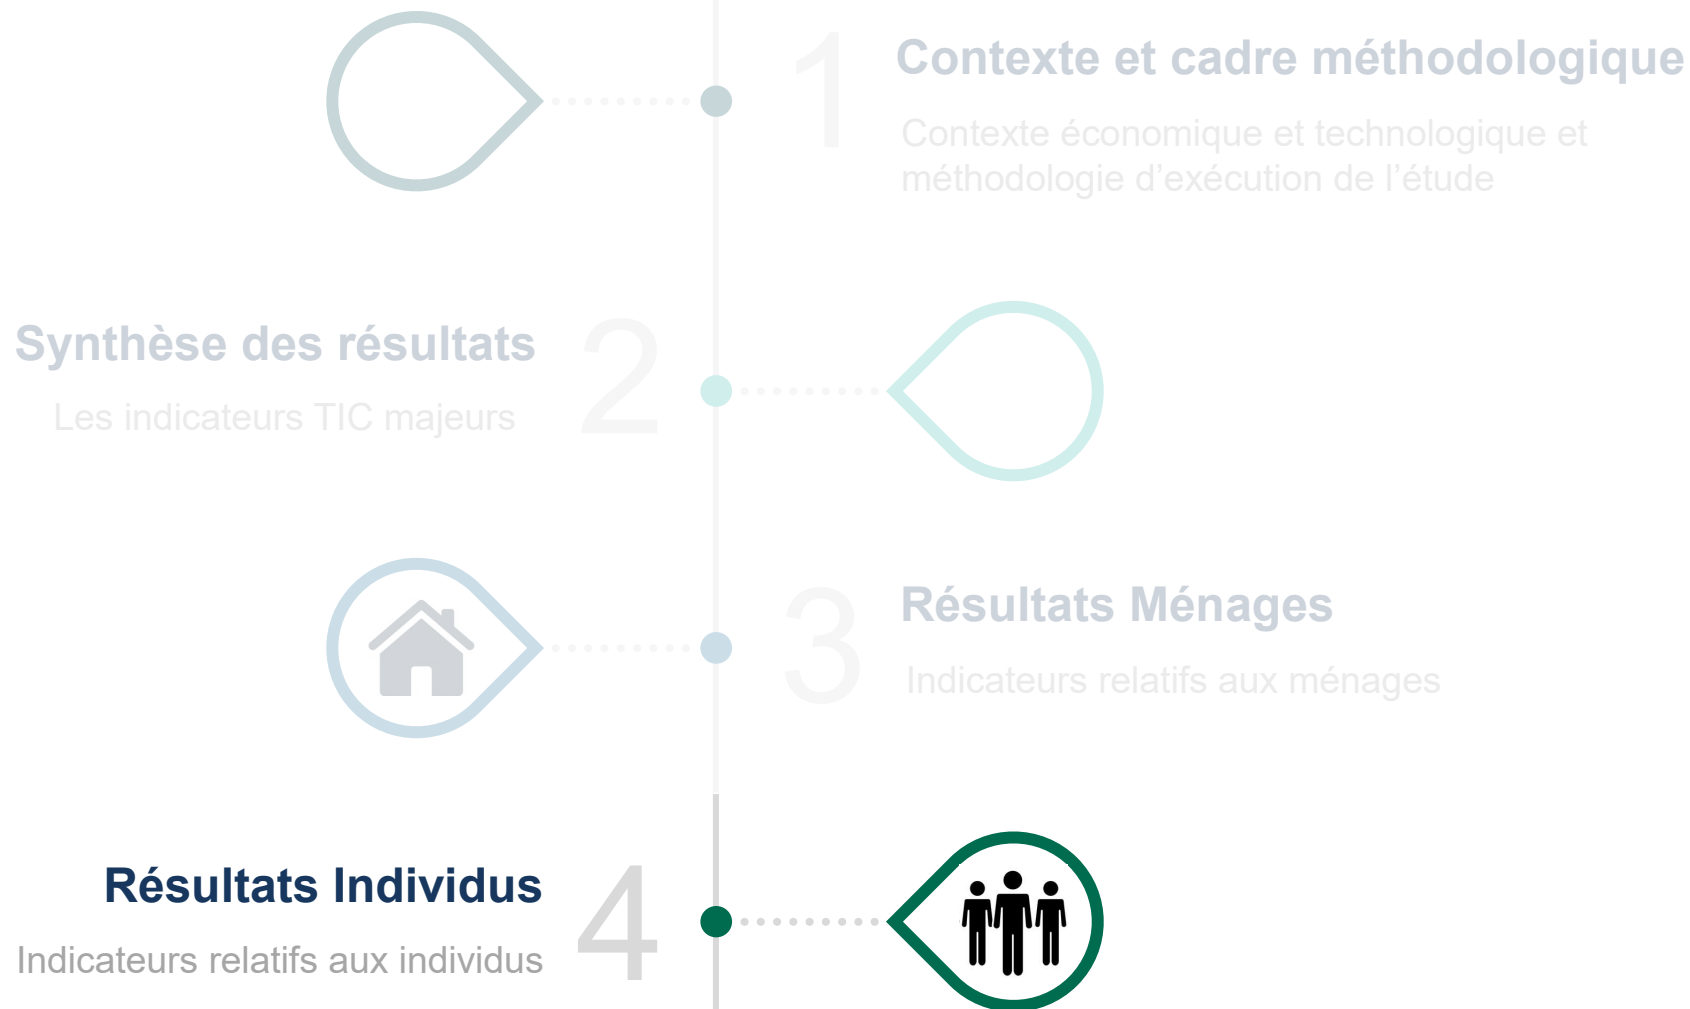 1
Contexte et cadre méthodologique
Contexte économique et technologique et
méthodologie d’exécution de l’étude
Synthèse des résultats
2
Les indicateurs TIC majeurs
3
Résultats Ménages
Indicateurs relatifs aux ménages
Résultats Individus
4
Indicateurs relatifs aux individus